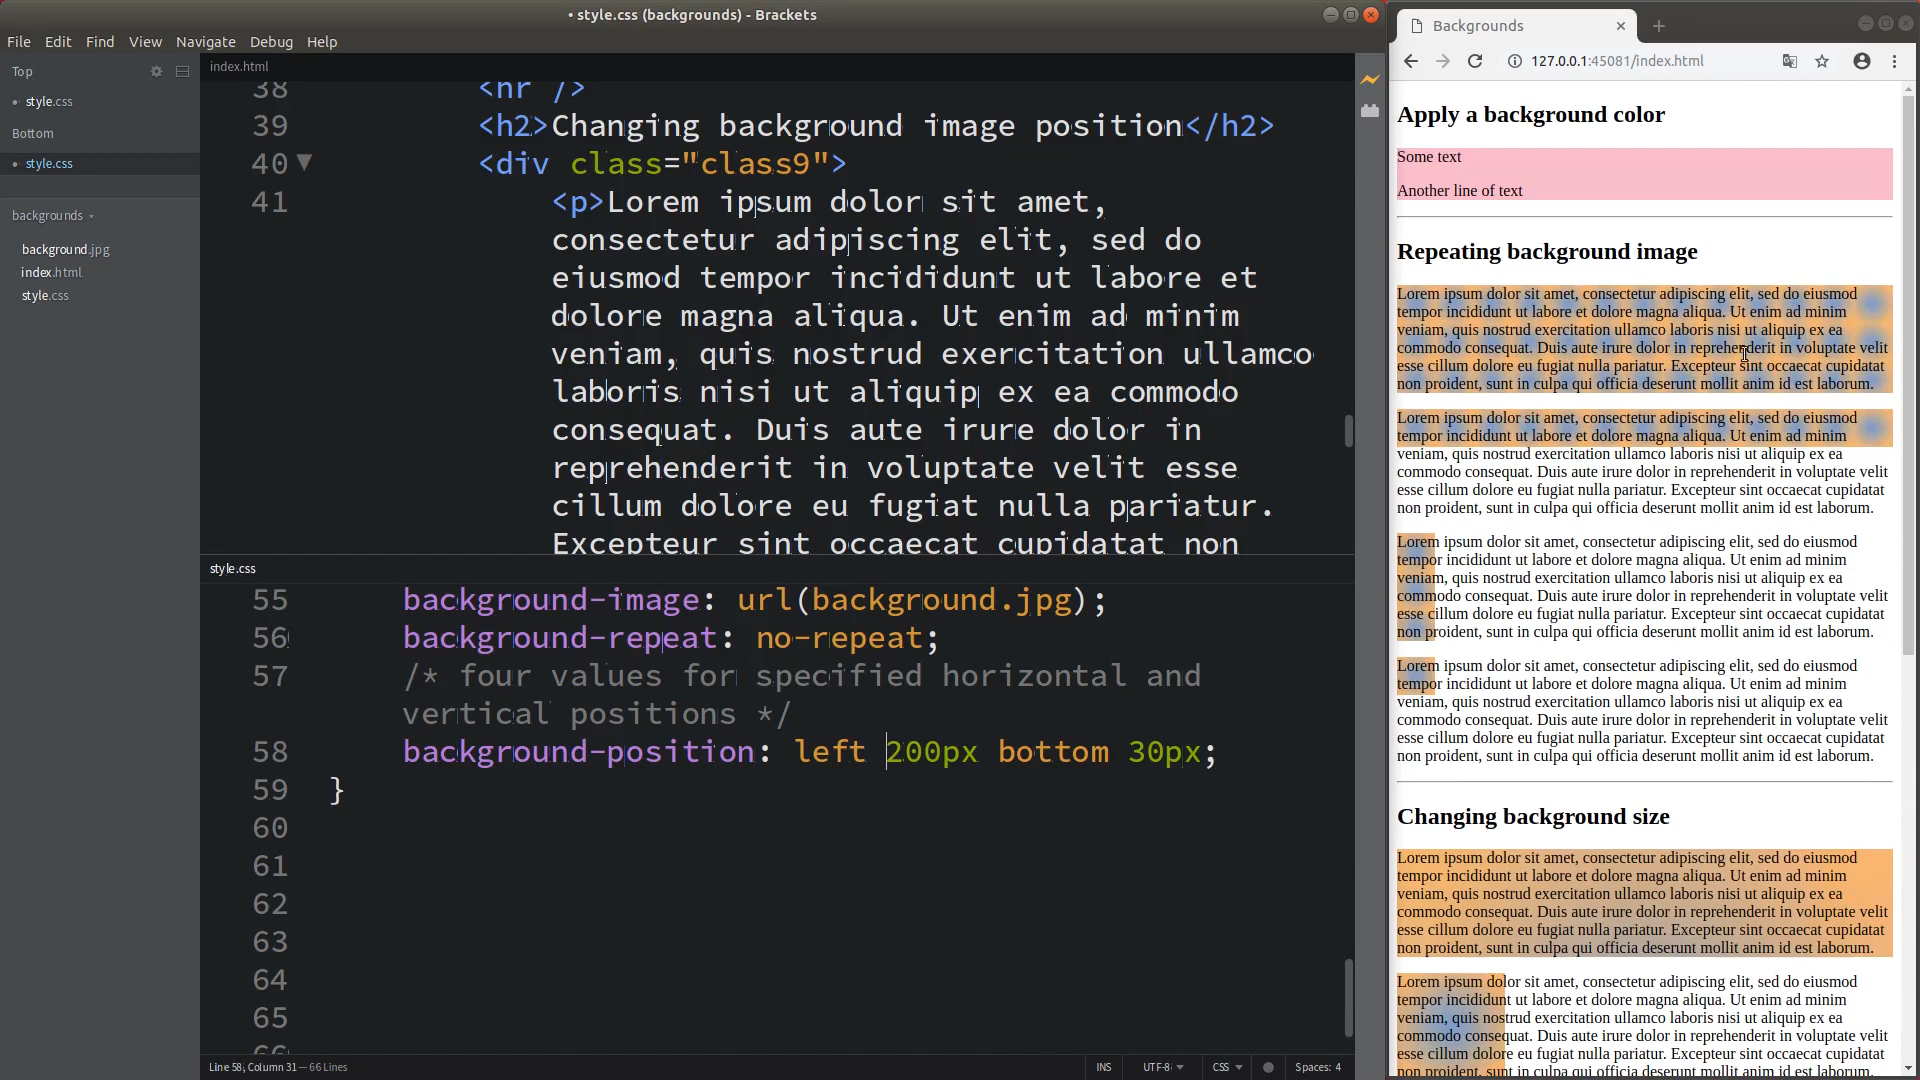 • style.css (backgrounds) - Brackets
File Edit Find View Navigate Debug Help
Top
• style.css
Bottom
• style.css
backgrounds
background.jpg
index.html
style.css
index.html
38 <hr />
39 <h2>Changing background image position</h2>
40 <div class="class9">
41 <p>Lorem ipsum dolor sit amet,
consectetur adipiscing elit, sed do
eiusmod tempor incididunt ut labore et
dolore magna aliqua. Ut enim ad minim
veniam, quis nostrud exercitation ullamco
laboris nisi ut aliquip ex ea commodo
consequat. Duis aute irure dolor in
reprehenderit in voluptate velit esse
cillum dolore eu fugiat nulla pariatur.
Excepteur sint occaecat cupidatat non
style.css
55 background-image: url(background.jpg);
56 background-repeat: no-repeat;
57 /* four values for specified horizontal and
vertical positions */
58 background-position: left 200px bottom 30px;
59 }
60
61
62
63
64
65
66
Line 58, Column 31 — 66 Lines
INS UTF-8 CSS Spaces: 4
Backgrounds
127.0.0.1:45081/index.html
Apply a background color
Some text
Another line of text
Repeating background image
Lorem ipsum dolor sit amet, consectetur adipiscing elit, sed do eiusmod
tempor incididunt ut labore et dolore magna aliqua. Ut enim ad minim
veniam, quis nostrud exercitation ullamco laboris nisi ut aliquip ex ea
commodo consequat. Duis aute irure dolor in reprehenderit in voluptate velit
esse cillum dolore eu fugiat nulla pariatur. Excepteur sint occaecat cupidatat
non proident, sunt in culpa qui officia deserunt mollit anim id est laborum.
Lorem ipsum dolor sit amet, consectetur adipiscing elit, sed do eiusmod
tempor incididunt ut labore et dolore magna aliqua. Ut enim ad minim
veniam, quis nostrud exercitation ullamco laboris nisi ut aliquip ex ea
commodo consequat. Duis aute irure dolor in reprehenderit in voluptate velit
esse cillum dolore eu fugiat nulla pariatur. Excepteur sint occaecat cupidatat
non proident, sunt in culpa qui officia deserunt mollit anim id est laborum.
Lorem ipsum dolor sit amet, consectetur adipiscing elit, sed do eiusmod
tempor incididunt ut labore et dolore magna aliqua. Ut enim ad minim
veniam, quis nostrud exercitation ullamco laboris nisi ut aliquip ex ea
commodo consequat. Duis aute irure dolor in reprehenderit in voluptate velit
esse cillum dolore eu fugiat nulla pariatur. Excepteur sint occaecat cupidatat
non proident, sunt in culpa qui officia deserunt mollit anim id est laborum.
Lorem ipsum dolor sit amet, consectetur adipiscing elit, sed do eiusmod
tempor incididunt ut labore et dolore magna aliqua. Ut enim ad minim
veniam, quis nostrud exercitation ullamco laboris nisi ut aliquip ex ea
commodo consequat. Duis aute irure dolor in reprehenderit in voluptate velit
esse cillum dolore eu fugiat nulla pariatur. Excepteur sint occaecat cupidatat
non proident, sunt in culpa qui officia deserunt mollit anim id est laborum.
Changing background size
Lorem ipsum dolor sit amet, consectetur adipiscing elit, sed do eiusmod
tempor incididunt ut labore et dolore magna aliqua. Ut enim ad minim
veniam, quis nostrud exercitation ullamco laboris nisi ut aliquip ex ea
commodo consequat. Duis aute irure dolor in reprehenderit in voluptate velit
esse cillum dolore eu fugiat nulla pariatur. Excepteur sint occaecat cupidatat
non proident, sunt in culpa qui officia deserunt mollit anim id est laborum.
Lorem ipsum dolor sit amet, consectetur adipiscing elit, sed do eiusmod
tempor incididunt ut labore et dolore magna aliqua. Ut enim ad minim
veniam, quis nostrud exercitation ullamco laboris nisi ut aliquip ex ea
commodo consequat. Duis aute irure dolor in reprehenderit in voluptate velit
esse cillum dolore eu fugiat nulla pariatur. Excepteur sint occaecat cupidatat
non proident, sunt in culpa qui officia deserunt mollit anim id est laborum.